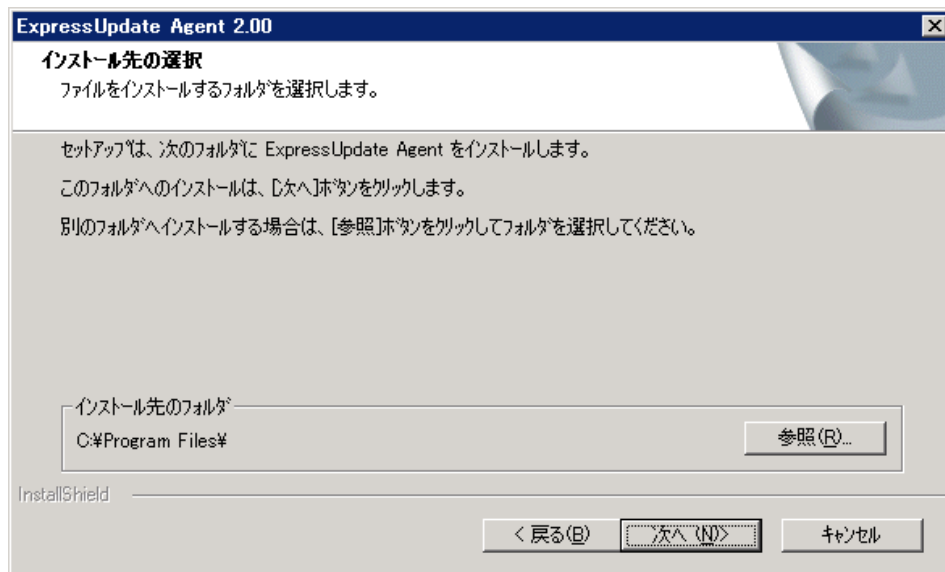 ExpressUpdate Agent 2.00
インストール先の選択
ファイルをインストールするフォルダを選択します。
セットアップは、次のフォルダに ExpressUpdate Agent をインストールします。
このフォルダへのインストールは、[次へ]ボタンをクリックします。
別のフォルダへインストールする場合は、[参照]ボタンをクリックしてフォルダを選択してください。
インストール先のフォルダ
C:¥Program Files¥
参照(R)...
InstallShield
< 戻る(B)
次へ (N)>
キャンセル